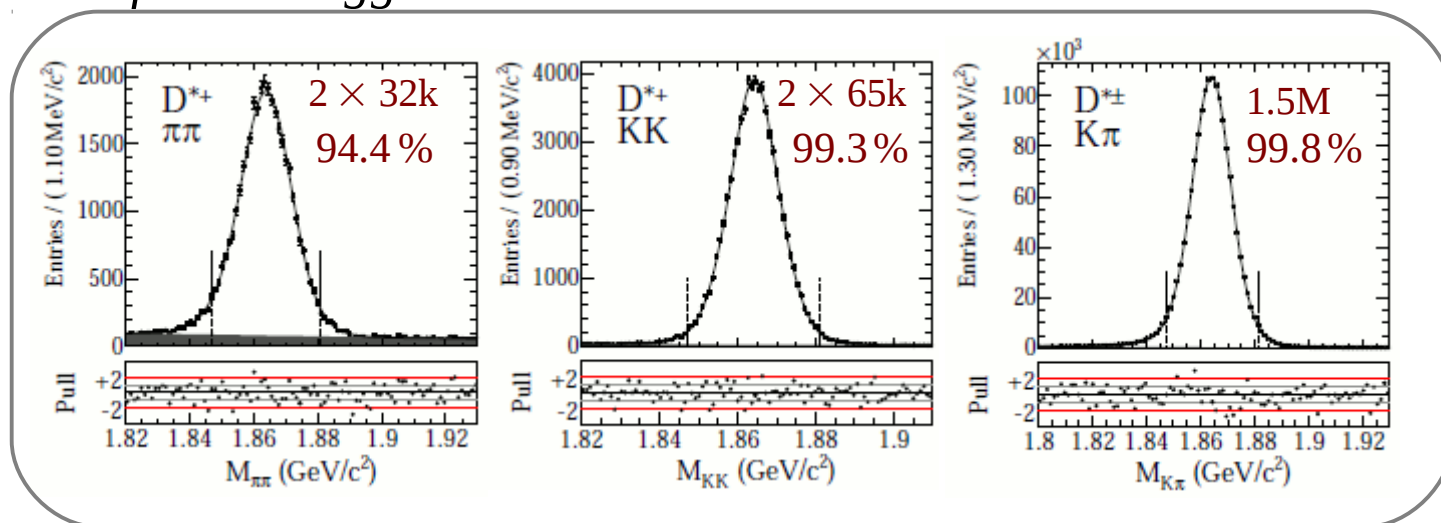 D*+
ππ
2 × 32k
94.4 %
Entries / ( 1.10 MeV/c²)
2000
1500
1000
500
0
Pull
+2
-2
1.82 1.84 1.86 1.88 1.9 1.92
Mππ (GeV/c²)
D*+
KK
2 × 65k
99.3 %
Entries / ( 0.90 MeV/c²)
4000
3000
2000
1000
0
Pull
+2
-2
1.82 1.84 1.86 1.88 1.9
MKK (GeV/c²)
×10³
D*±
Kπ
1.5M
99.8 %
Entries / ( 1.30 MeV/c²)
100
80
60
40
20
0
Pull
+2
-2
1.8 1.82 1.84 1.86 1.88 1.9 1.92
MKπ (GeV/c²)